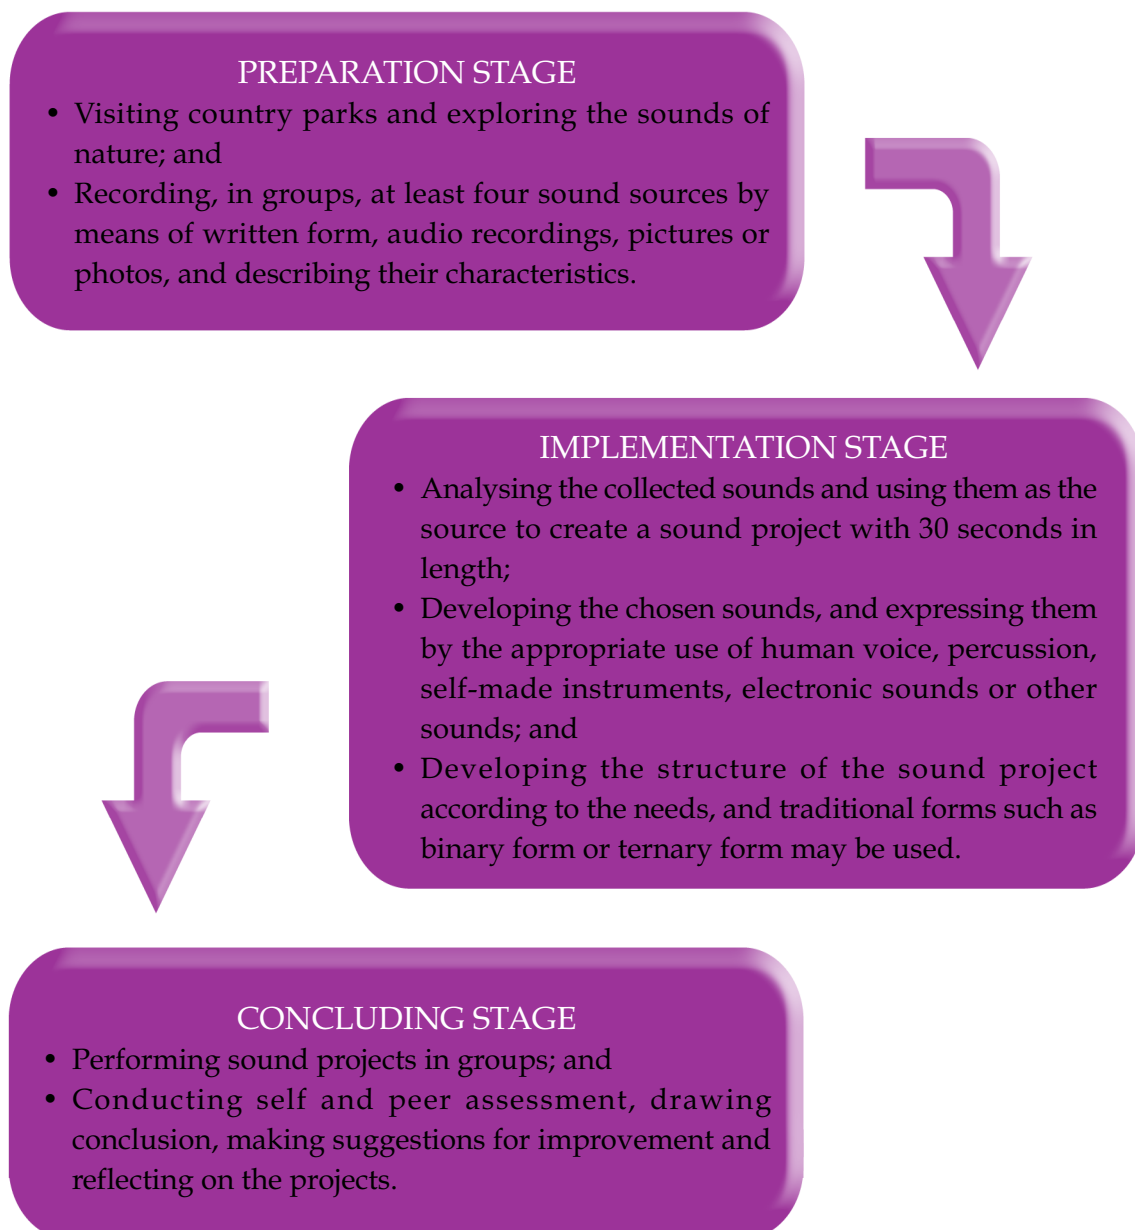 PREPARATION STAGE
• Visiting country parks and exploring the sounds of
nature; and
• Recording, in groups, at least four sound sources by
means of written form, audio recordings, pictures or
photos, and describing their characteristics.
IMPLEMENTATION STAGE
• Analysing the collected sounds and using them as the
source to create a sound project with 30 seconds in
length;
• Developing the chosen sounds, and expressing them
by the appropriate use of human voice, percussion,
self-made instruments, electronic sounds or other
sounds; and
• Developing the structure of the sound project
according to the needs, and traditional forms such as
binary form or ternary form may be used.
CONCLUDING STAGE
• Performing sound projects in groups; and
• Conducting self and peer assessment, drawing
conclusion, making suggestions for improvement and
reflecting on the projects.